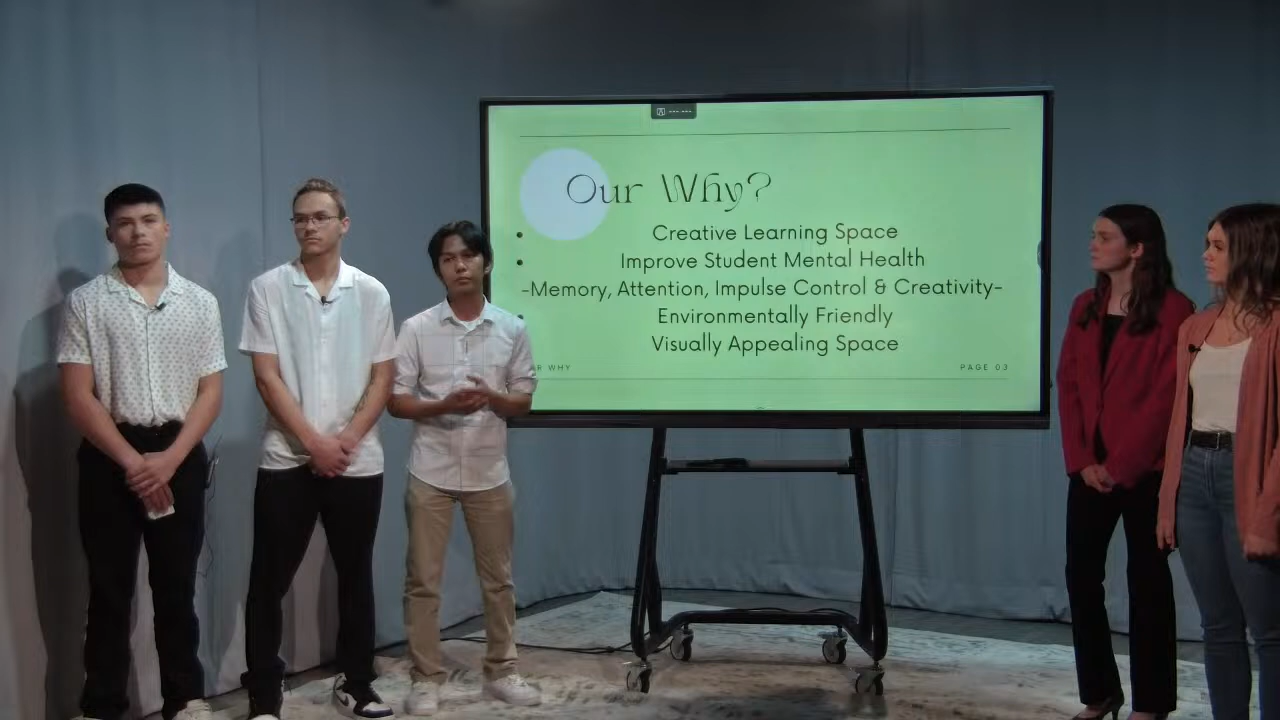 Our Why?
Creative Learning Space
Improve Student Mental Health
-Memory, Attention, Impulse Control & Creativity-
Environmentally Friendly
Visually Appealing Space
R WHY
PAGE 03